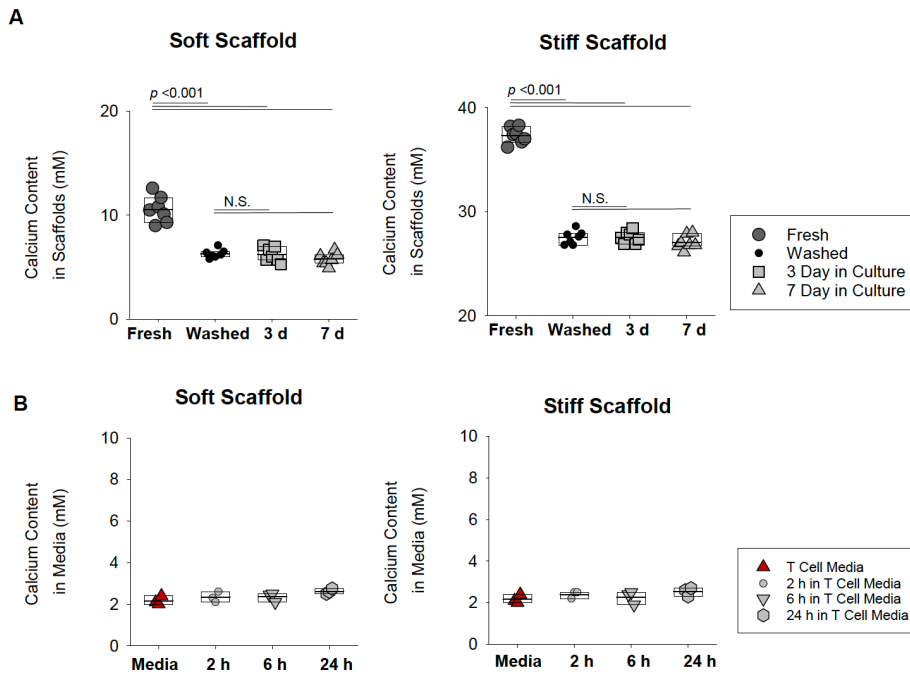 A
Soft Scaffold
Stiff Scaffold
Calcium Content
in Scaffolds (mM)
20
10
0
p <0.001
N.S.
Fresh Washed 3 d 7 d
Calcium Content
in Scaffolds (mM)
40
30
20
p <0.001
N.S.
Fresh Washed 3 d 7 d
Fresh
Washed
3 Day in Culture
7 Day in Culture
B
Soft Scaffold
Stiff Scaffold
Calcium Content
in Media (mM)
10
8
6
4
2
0
Media 2 h 6 h 24 h
Calcium Content
in Media (mM)
10
8
6
4
2
0
Media 2 h 6 h 24 h
T Cell Media
2 h in T Cell Media
6 h in T Cell Media
24 h in T Cell Media